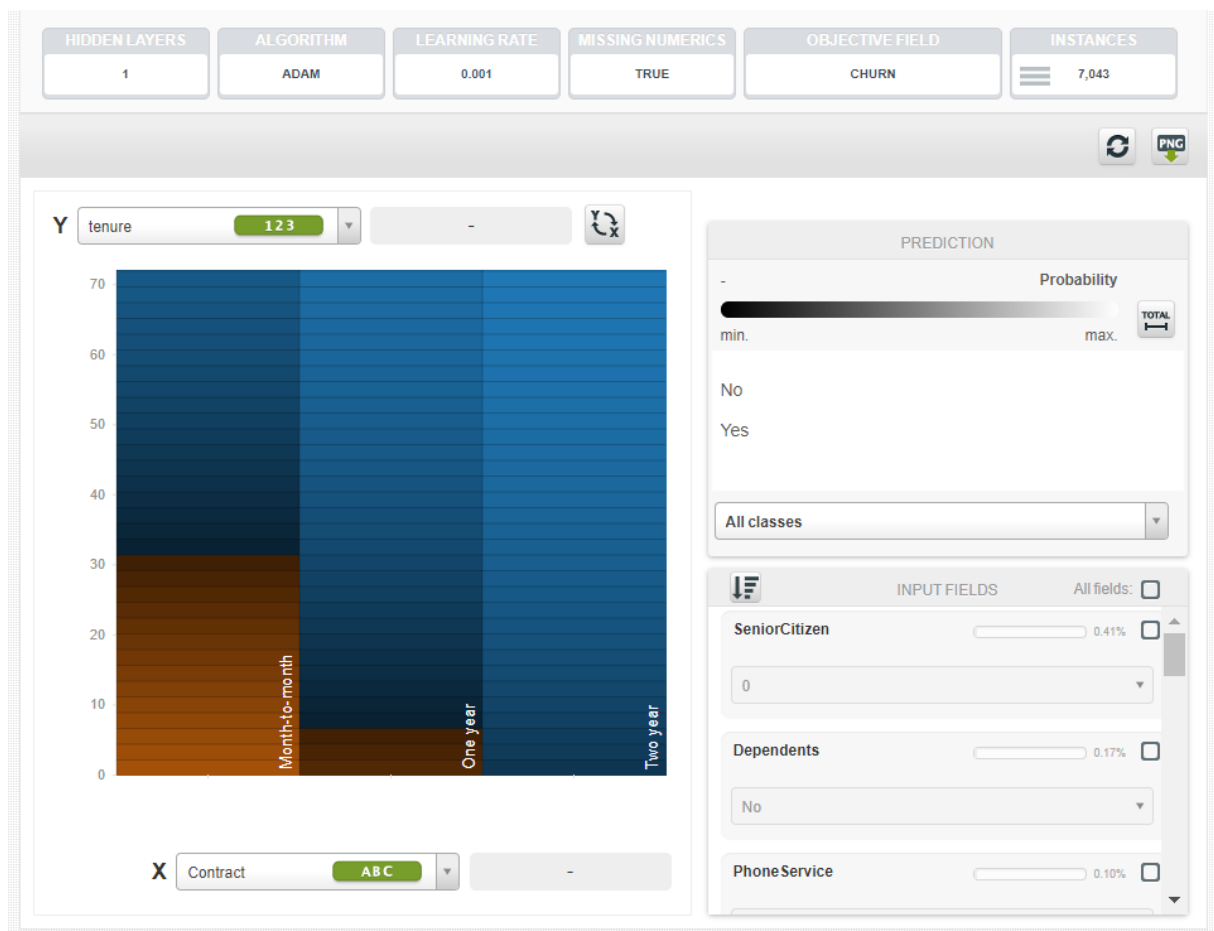 HIDDEN LAYERS ALGORITHM LEARNING RATE MISSING NUMERICS OBJECTIVE FIELD INSTANCES
1 ADAM 0.001 TRUE CHURN 7,043
PNG
Y tenure 123 - Y X
PREDICTION
- Probability
TOTAL
min. max.
No
Yes
All classes
INPUT FIELDS All fields:
SeniorCitizen 0.41%
0
Dependents 0.17%
No
PhoneService 0.10%
70
60
50
40
30
20
10
0
Month-to-month
One year
Two year
X Contract ABC -